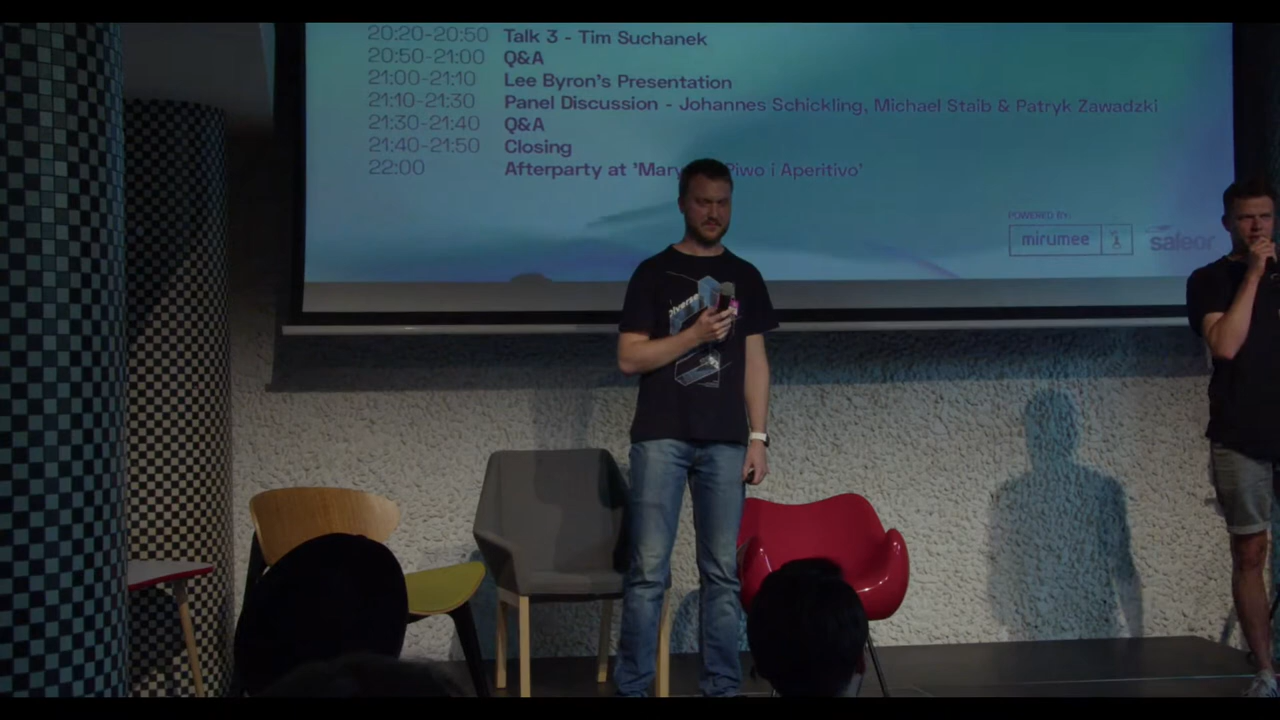 20:20-20:50 Talk 3 - Tim Suchanek
20:50-21:00 Q&A
21:00-21:10 Lee Byron's Presentation
21:10-21:30 Panel Discussion - Johannes Schickling, Michael Staib & Patryk Zawadzki
21:30-21:40 Q&A
21:40-21:50 Closing
22:00 Afterparty at 'Mary Piwo i Aperitivo'
POWERED BY:
mirumee
saleor